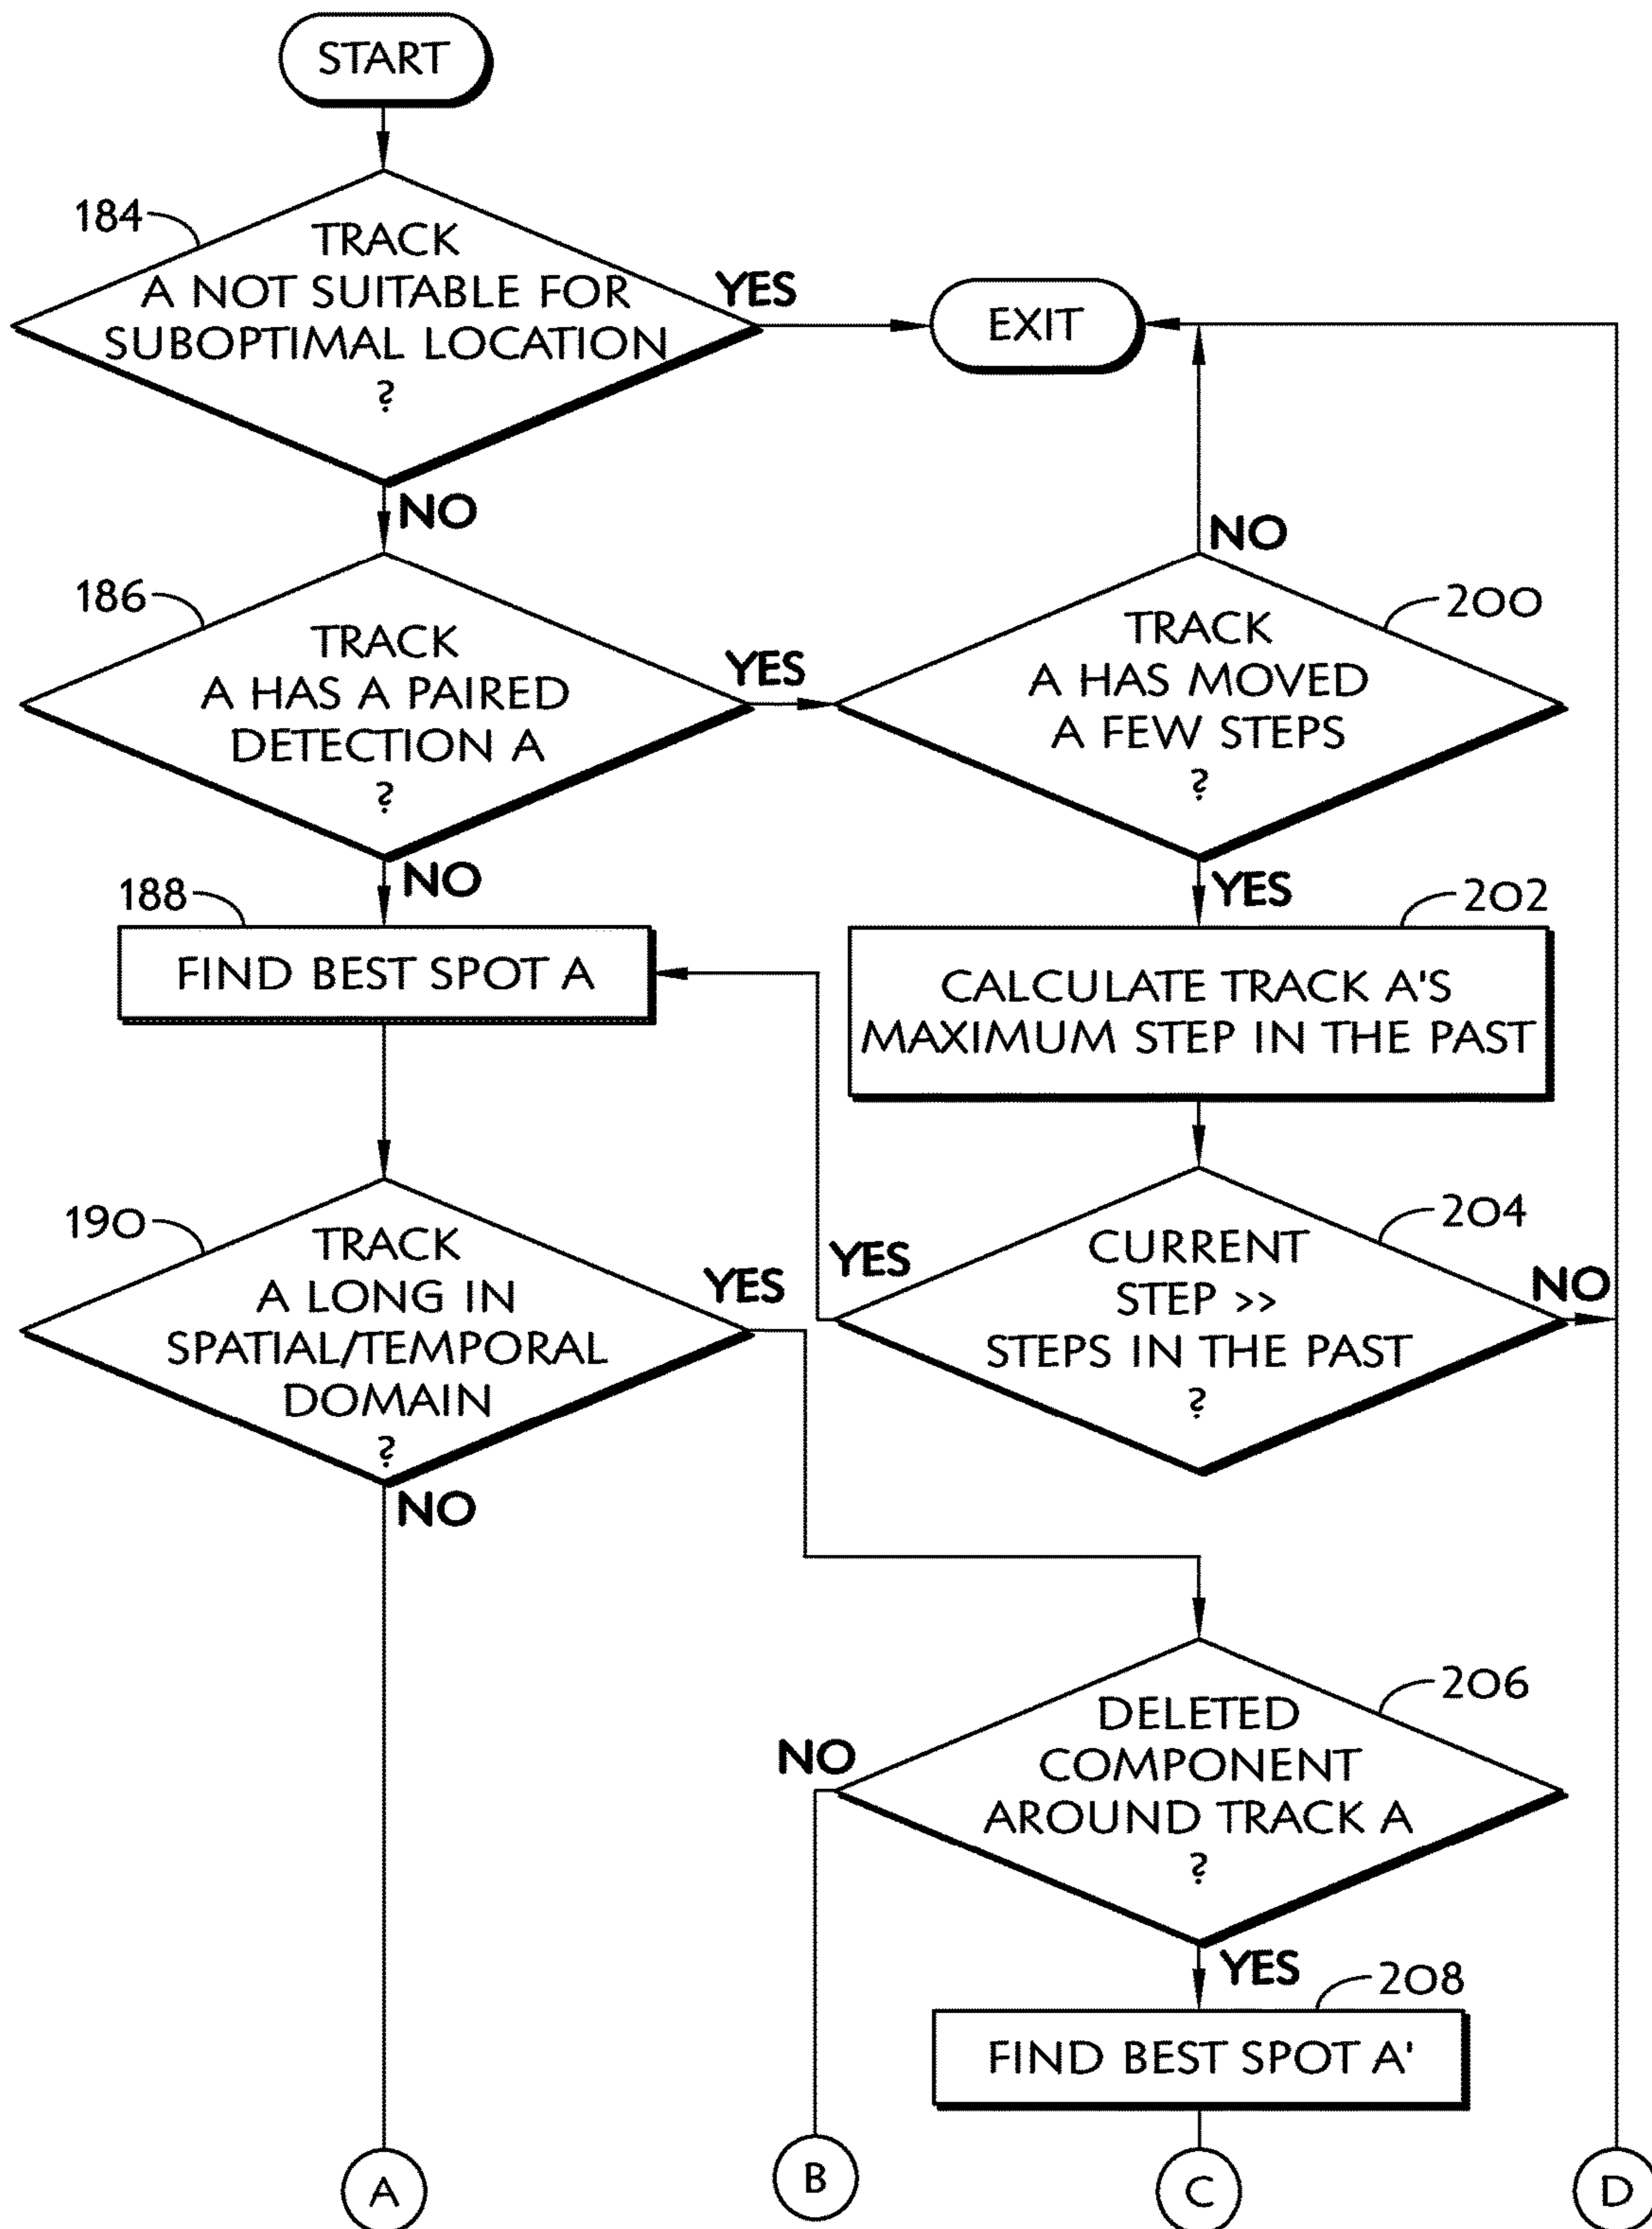 START
184
TRACK
A NOT SUITABLE FOR
SUBOPTIMAL LOCATION
?
YES
EXIT
NO
186
TRACK
A HAS A PAIRED
DETECTION A
?
YES
NO
200
TRACK
A HAS MOVED
A FEW STEPS
?
NO
YES
188
FIND BEST SPOT A
202
CALCULATE TRACK A'S
MAXIMUM STEP IN THE PAST
190
TRACK
A LONG IN
SPATIAL/TEMPORAL
DOMAIN
?
YES
NO
204
YES
CURRENT
STEP >>
STEPS IN THE PAST
?
NO
206
NO
DELETED
COMPONENT
AROUND TRACK A
?
YES
208
FIND BEST SPOT A'
A
B
C
D